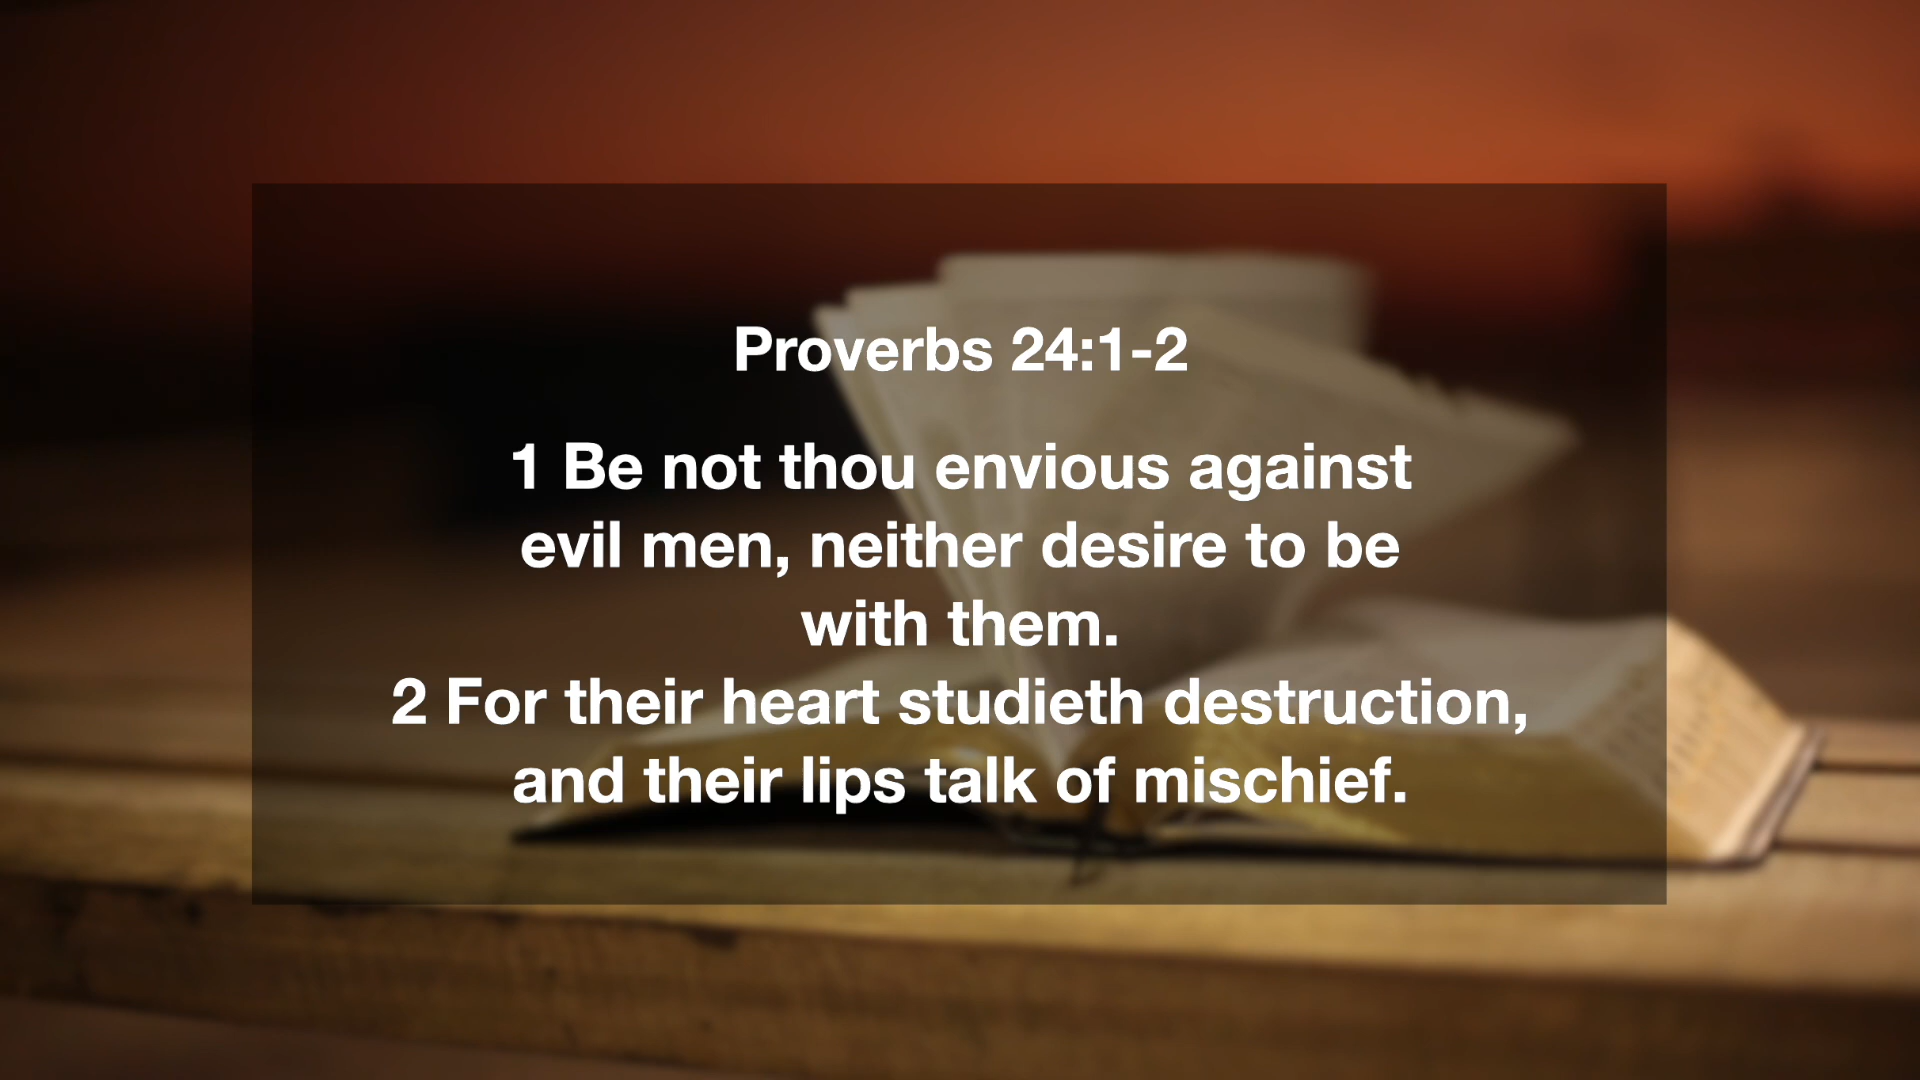 Proverbs 24:1-2
1 Be not thou envious against
evil men, neither desire to be
with them.
2 For their heart studieth destruction,
and their lips talk of mischief.